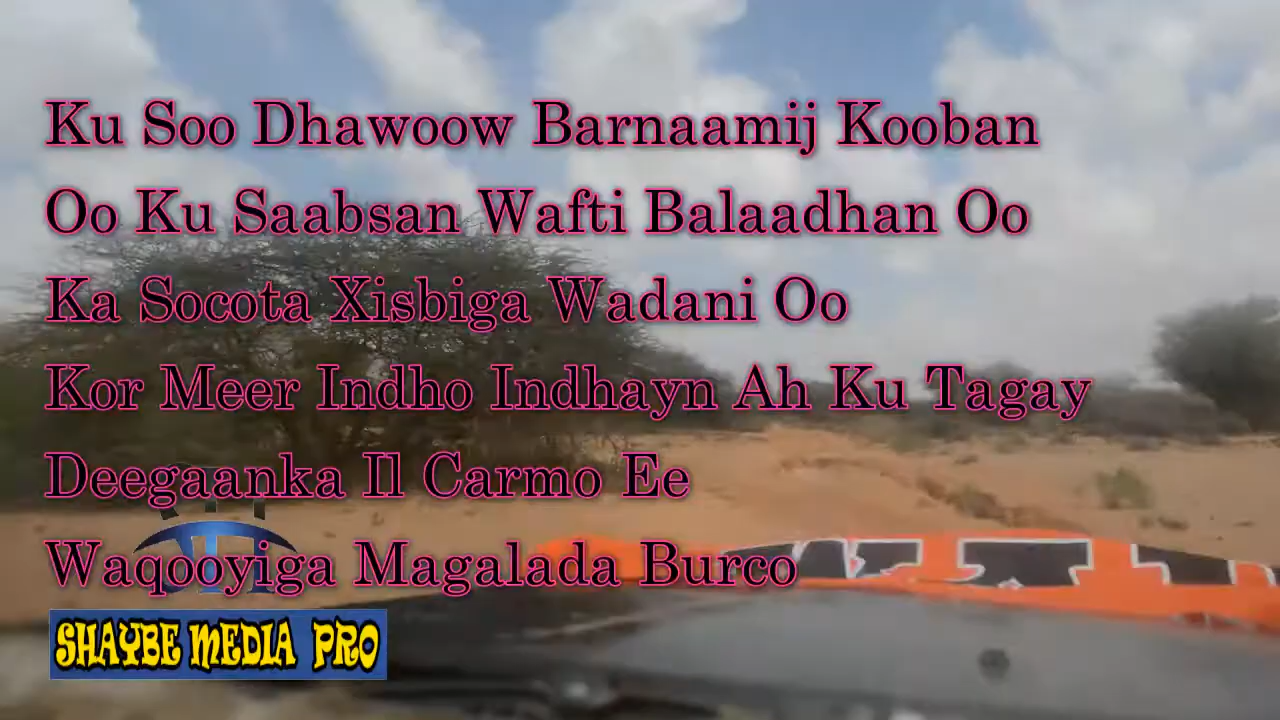 Ku Soo Dhawoow Barnaamij Kooban
Oo Ku Saabsan Wafti Balaadhan Oo
Ka Socota Xisbiga Wadani Oo
Kor Meer Indho Indhayn Ah Ku Tagay
Deegaanka Il Carmo Ee
Waqooyiga Magalada Burco
SHAYBE MEDIA PRO